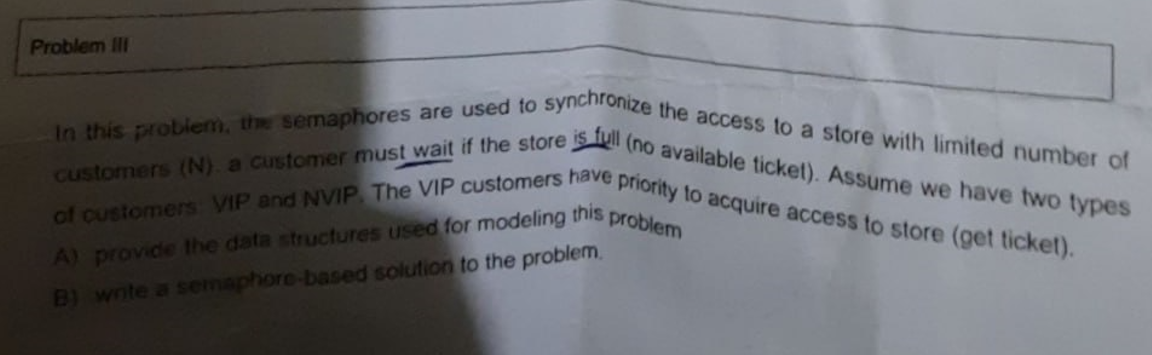 Problem III
In this problem, the semaphores are used to synchronize the access to a store with limited number of
customers (N). a customer must wait if the store is full (no available ticket). Assume we have two types
of customers: VIP and NVIP. The VIP customers have priority to acquire access to store (get ticket).
A) provide the data structures used for modeling this problem
B) write a semaphore-based solution to the problem.